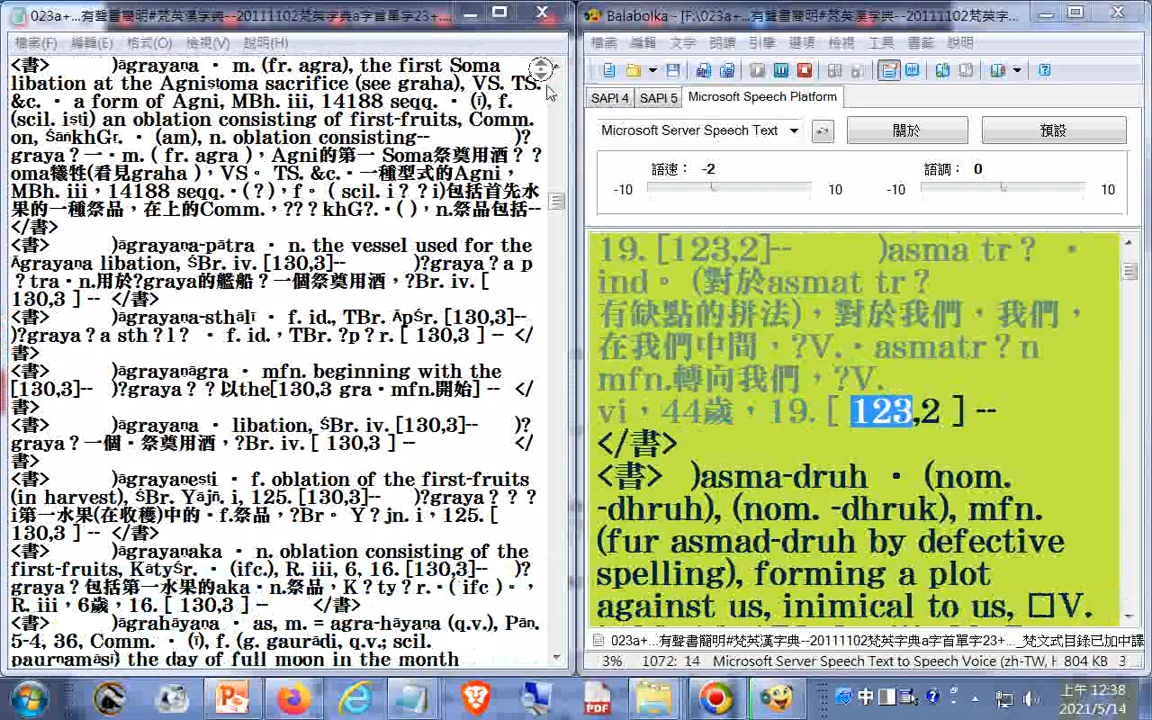 023a+...有聲書簡明#梵英漢字典--20111102梵英字典a字首單字23+...
檔案(F) 編輯(E) 格式(O) 檢視(V) 說明(H)
<書> )āgrayaṇa ‧ m. (fr. agra), the first Soma
libation at the Agniṣṭoma sacrifice (see graha), VS. TS.
&c. ‧ a form of Agni, MBh. iii, 14188 seqq. ‧ (ī), f.
(scil. iṣṭi) an oblation consisting of first-fruits, Comm.
on, ŚāṅkhGṛ. ‧ (am), n. oblation consisting--　)?
graya？一‧m. ( fr. agra )，Agni的第一 Soma祭奠用酒？？
oma犧牲(看見graha )，VS。 TS. &c.‧一種型式的Agni，
MBh. iii，14188 seqq. ‧ (？)，f。 ( scil. i？？i)包括首先水
果的一種祭品，在上的Comm.，??？khG?.‧( )，n.祭品包括--
</書>
<書> )āgrayaṇa-pātra ‧ n. the vessel used for the
Āgrayaṇa libation, ŚBr. iv. [130,3]-- )?graya？a p
？tra‧n.用於?graya的艦船？一個祭奠用酒，?Br. iv. [
130,3 ] -- </書>
<書> )āgrayaṇa-sthālī ‧ f. id., TBr. ĀpŚr. [130,3]--
)?graya？a sth？l？ ‧ f. id.，TBr. ?p？r. [ 130,3 ] -- </
書>
<書> )āgrayaṇāgra ‧ mfn. beginning with the
[130,3]-- )?graya？？以the[130,3 gra‧mfn.開始] -- </
書>
<書> )āgrayaṇa ‧ libation, ŚBr. iv. [130,3]-- )?
graya？一個‧祭奠用酒，?Br. iv. [ 130,3 ] -- </
書>
<書> )āgrayaṇeṣṭi ‧ f. oblation of the first-fruits
(in harvest), ŚBr. Yājñ. i, 125. [130,3]-- )?graya？？？
i第一水果(在收穫)中的‧f.祭品，?Br。 Y？jn. i，125. [
130,3 ] -- </書>
<書> )āgrayaṇaka ‧ n. oblation consisting of the
first-fruits, KātyŚr. ‧ (ifc.), R. iii, 6, 16. [130,3]-- )?
graya？包括第一水果的aka‧n.祭品，K？ty？r.‧( ifc )。‧，
R. iii，6歲，16. [ 130,3 ] -- </書>
<書> )āgrahāyaṇa ‧ as, m. = agra-hāyaṇa (q.v.), Pāṇ.
5-4, 36, Comm. ‧ (ī), f. (g. gaurādi, q.v.; scil.
paurṇamāsī) the day of full moon in the month
Balabolka - [F:\023a+...有聲書簡明#梵英漢字典--20111102梵英字...
檔案 編輯 文字 朗讀 引擎 選項 檢視 工具 書籤 說明
SAPI 4 SAPI 5 Microsoft Speech Platform
Microsoft Server Speech Text 關於 預設
語速： -2 語調： 0
-10 10 -10 10
19. [123,2]-- )asma tr？ ‧
ind。 (對於asmat tr？
有缺點的拼法)，對於我們，我們，
在我們中間，?V.‧asmatr？n
mfn.轉向我們，?V.
vi，44歲，19. [ 123,2 ] --
</書>
<書> )asma-druh ‧ (nom.
-dhruh), (nom. -dhruk), mfn.
(fur asmad-druh by defective
spelling), forming a plot
against us, inimical to us, □V.
023a+...有聲書簡明#梵英漢字典--20111102梵英字典a字首單字23+..._梵文式目錄已加中譯
3% 1072: 14 Microsoft Server Speech Text to Speech Voice (zh-TW, H 804 KB 3
PDF 中 上午 12:38
2021/5/14